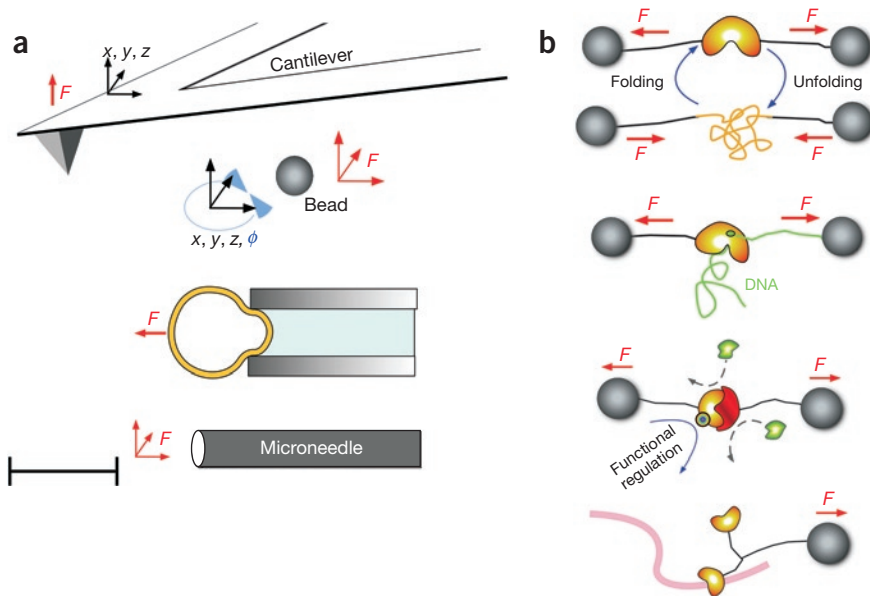 a
x, y, z
F
Cantilever
F
Bead
x, y, z, ϕ
F
F
Microneedle
b
F F
Folding Unfolding
F F
F F
DNA
F F
Functional
regulation
F